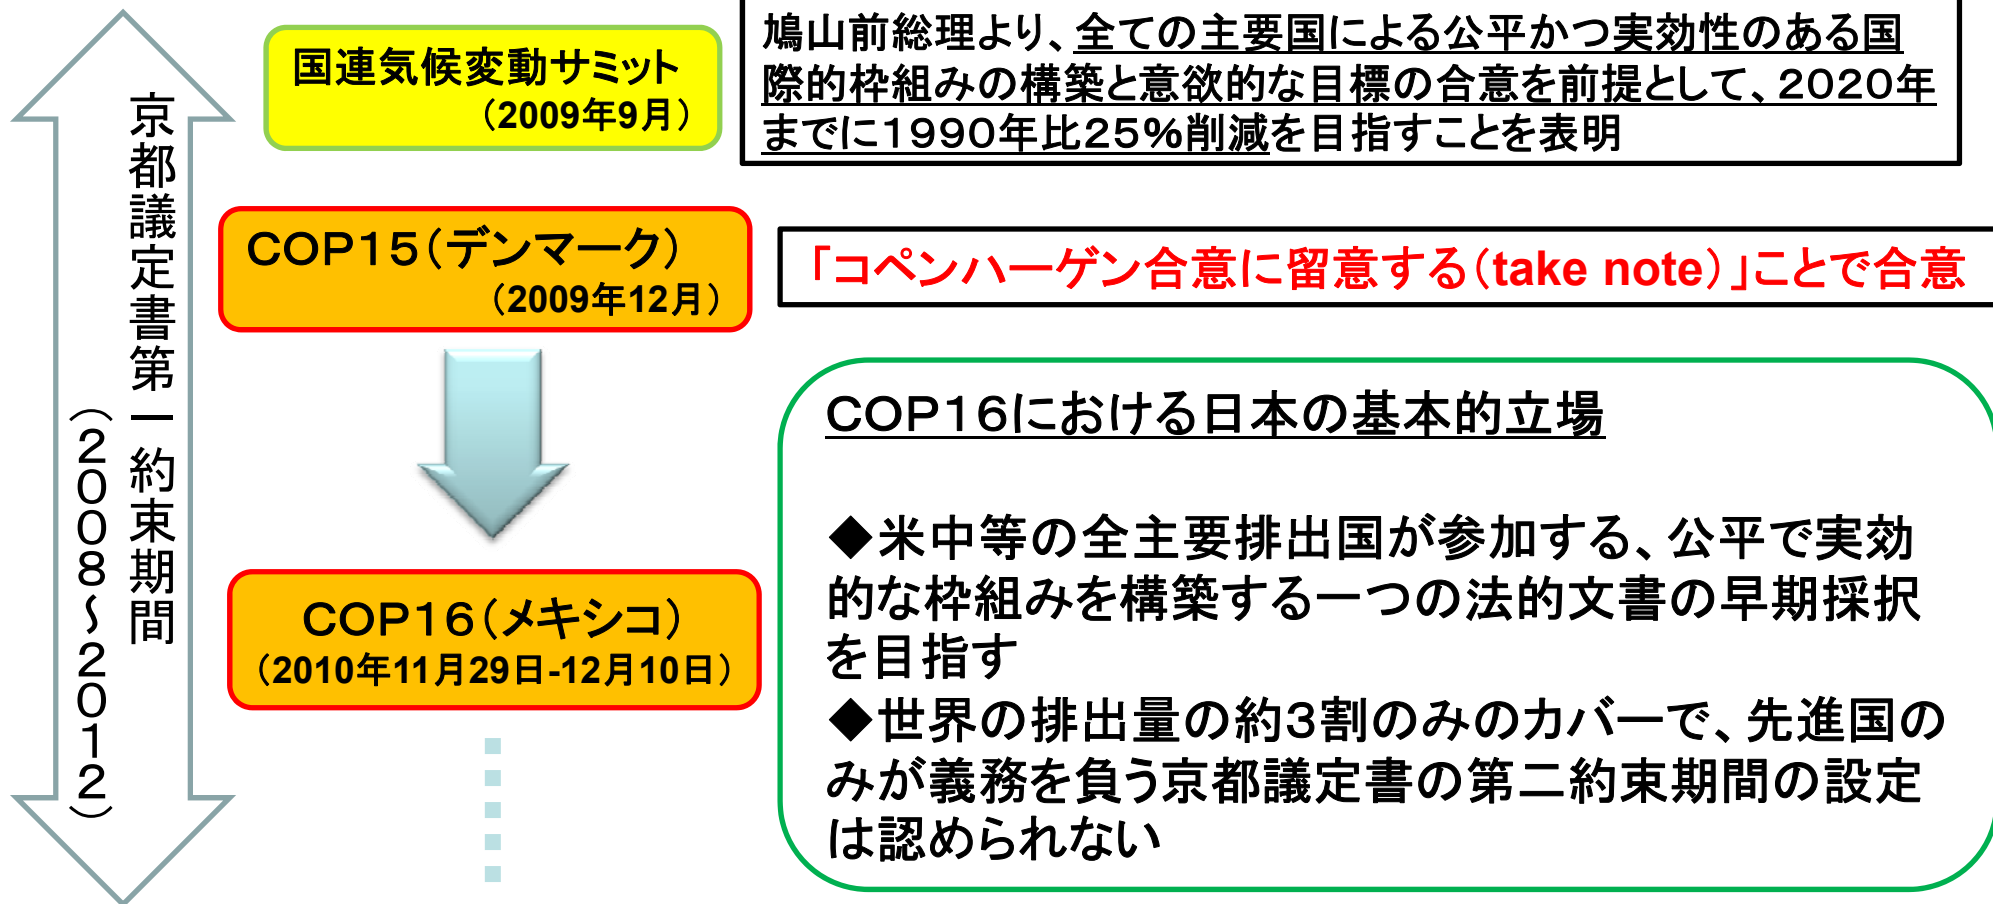 京都議定書第一約束期間
（２００８～２０１２）
国連気候変動サミット
（2009年9月）
鳩山前総理より、全ての主要国による公平かつ実効性のある国
際的枠組みの構築と意欲的な目標の合意を前提として、２０２０年
までに１９９０年比２５％削減を目指すことを表明
ＣＯＰ１５（デンマーク）
（2009年12月）
「コペンハーゲン合意に留意する（take note）」ことで合意
ＣＯＰ１６（メキシコ）
（2010年11月29日-12月10日）
ＣＯＰ１６における日本の基本的立場
◆米中等の全主要排出国が参加する、公平で実効
的な枠組みを構築する一つの法的文書の早期採択
を目指す
◆世界の排出量の約３割のみのカバーで、先進国の
みが義務を負う京都議定書の第二約束期間の設定
は認められない